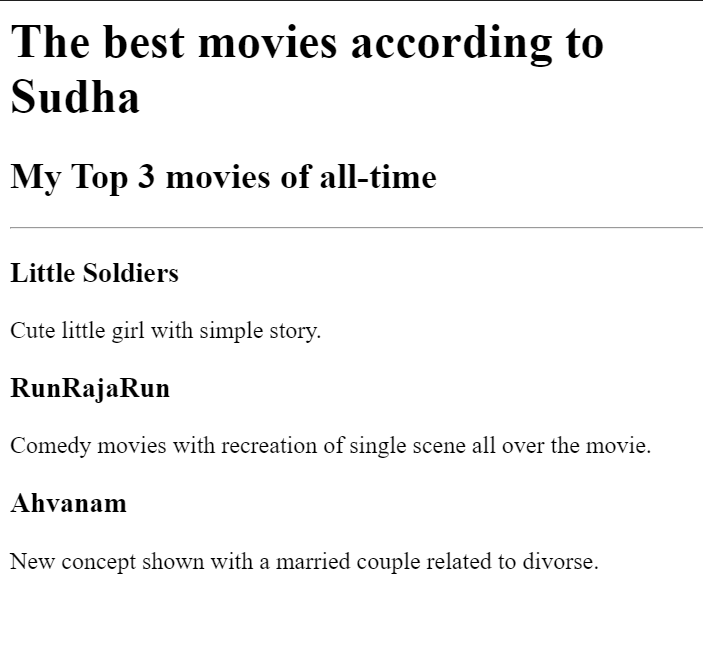 The best movies according to
Sudha
My Top 3 movies of all-time
Little Soldiers
Cute little girl with simple story.
RunRajaRun
Comedy movies with recreation of single scene all over the movie.
Ahvanam
New concept shown with a married couple related to divorse.